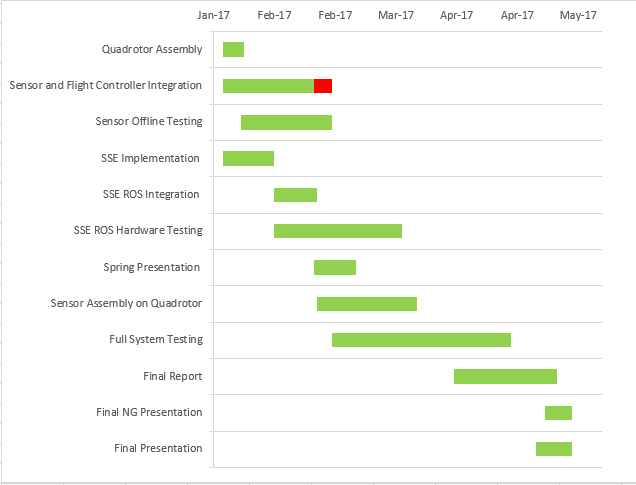 Jan-17 Feb-17 Feb-17 Mar-17 Apr-17 Apr-17 May-17
Quadrotor Assembly
Sensor and Flight Controller Integration
Sensor Offline Testing
SSE Implementation
SSE ROS Integration
SSE ROS Hardware Testing
Spring Presentation
Sensor Assembly on Quadrotor
Full System Testing
Final Report
Final NG Presentation
Final Presentation